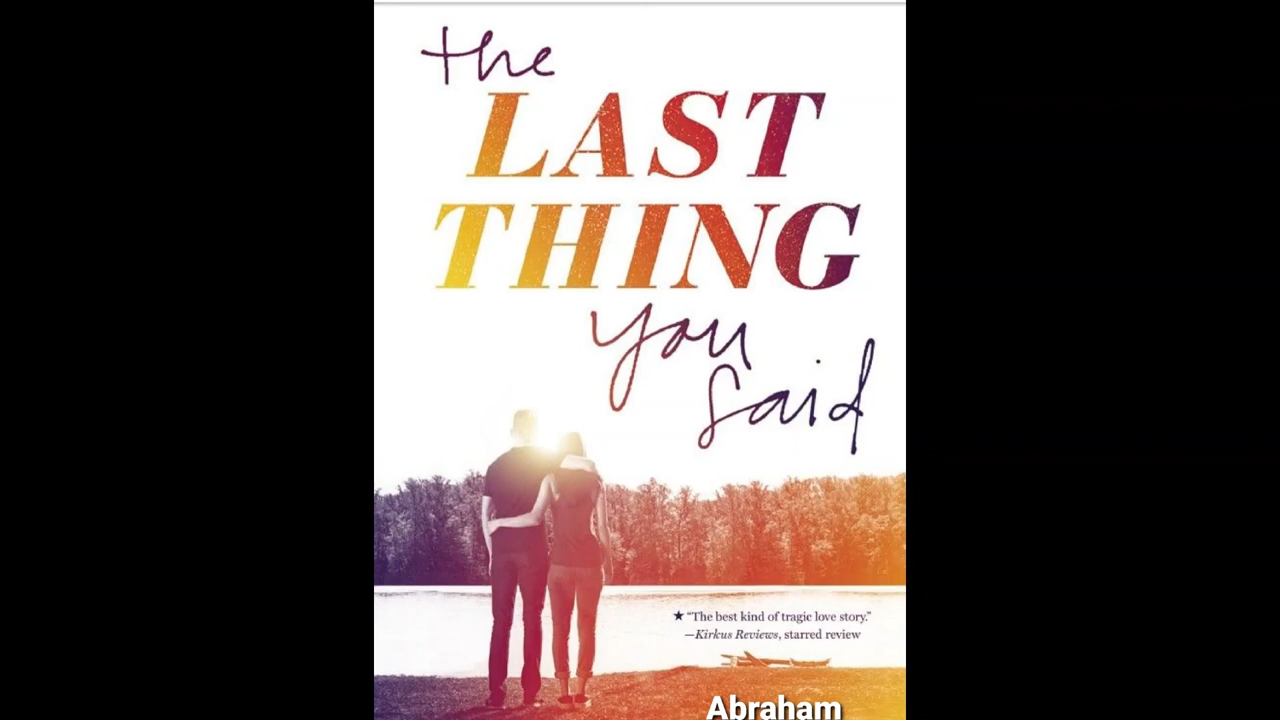 the
LAST
THING
you
said
★ "The best kind of tragic love story."
—Kirkus Reviews, starred review
Abraham